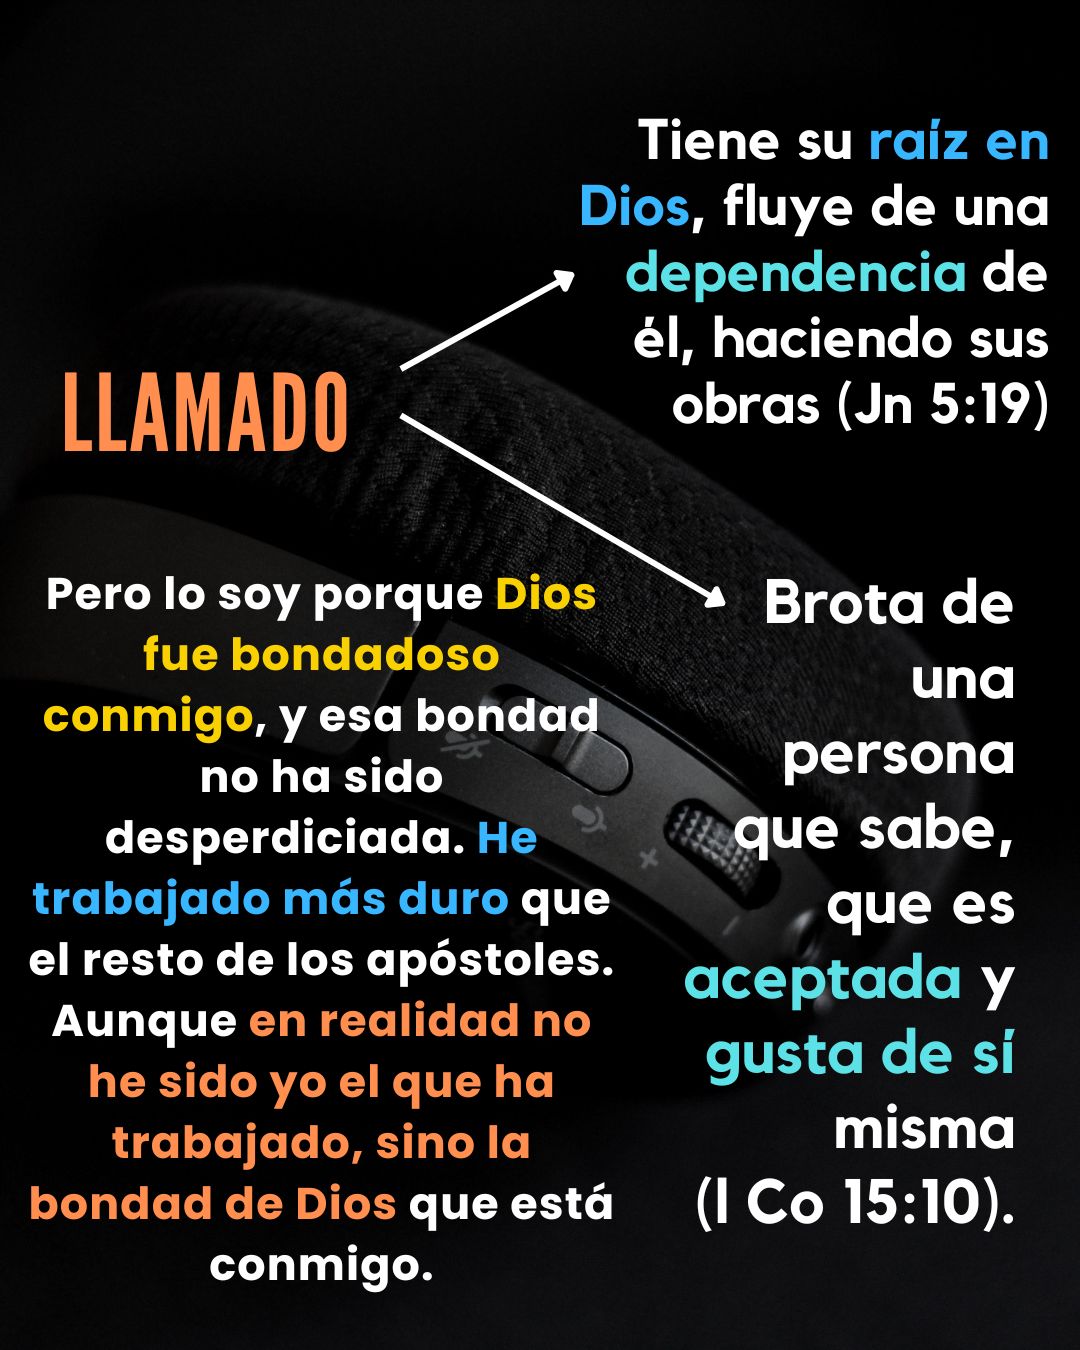 Tiene su raíz en
Dios, fluye de una
dependencia de
él, haciendo sus
obras (Jn 5:19)
LLAMADO
Pero lo soy porque Dios
fue bondadoso
conmigo, y esa bondad
no ha sido
desperdiciada. He
trabajado más duro que
el resto de los apóstoles.
Aunque en realidad no
he sido yo el que ha
trabajado, sino la
bondad de Dios que está
conmigo.
Brota de
una
persona
que sabe,
que es
aceptada y
gusta de sí
misma
(I Co 15:10).